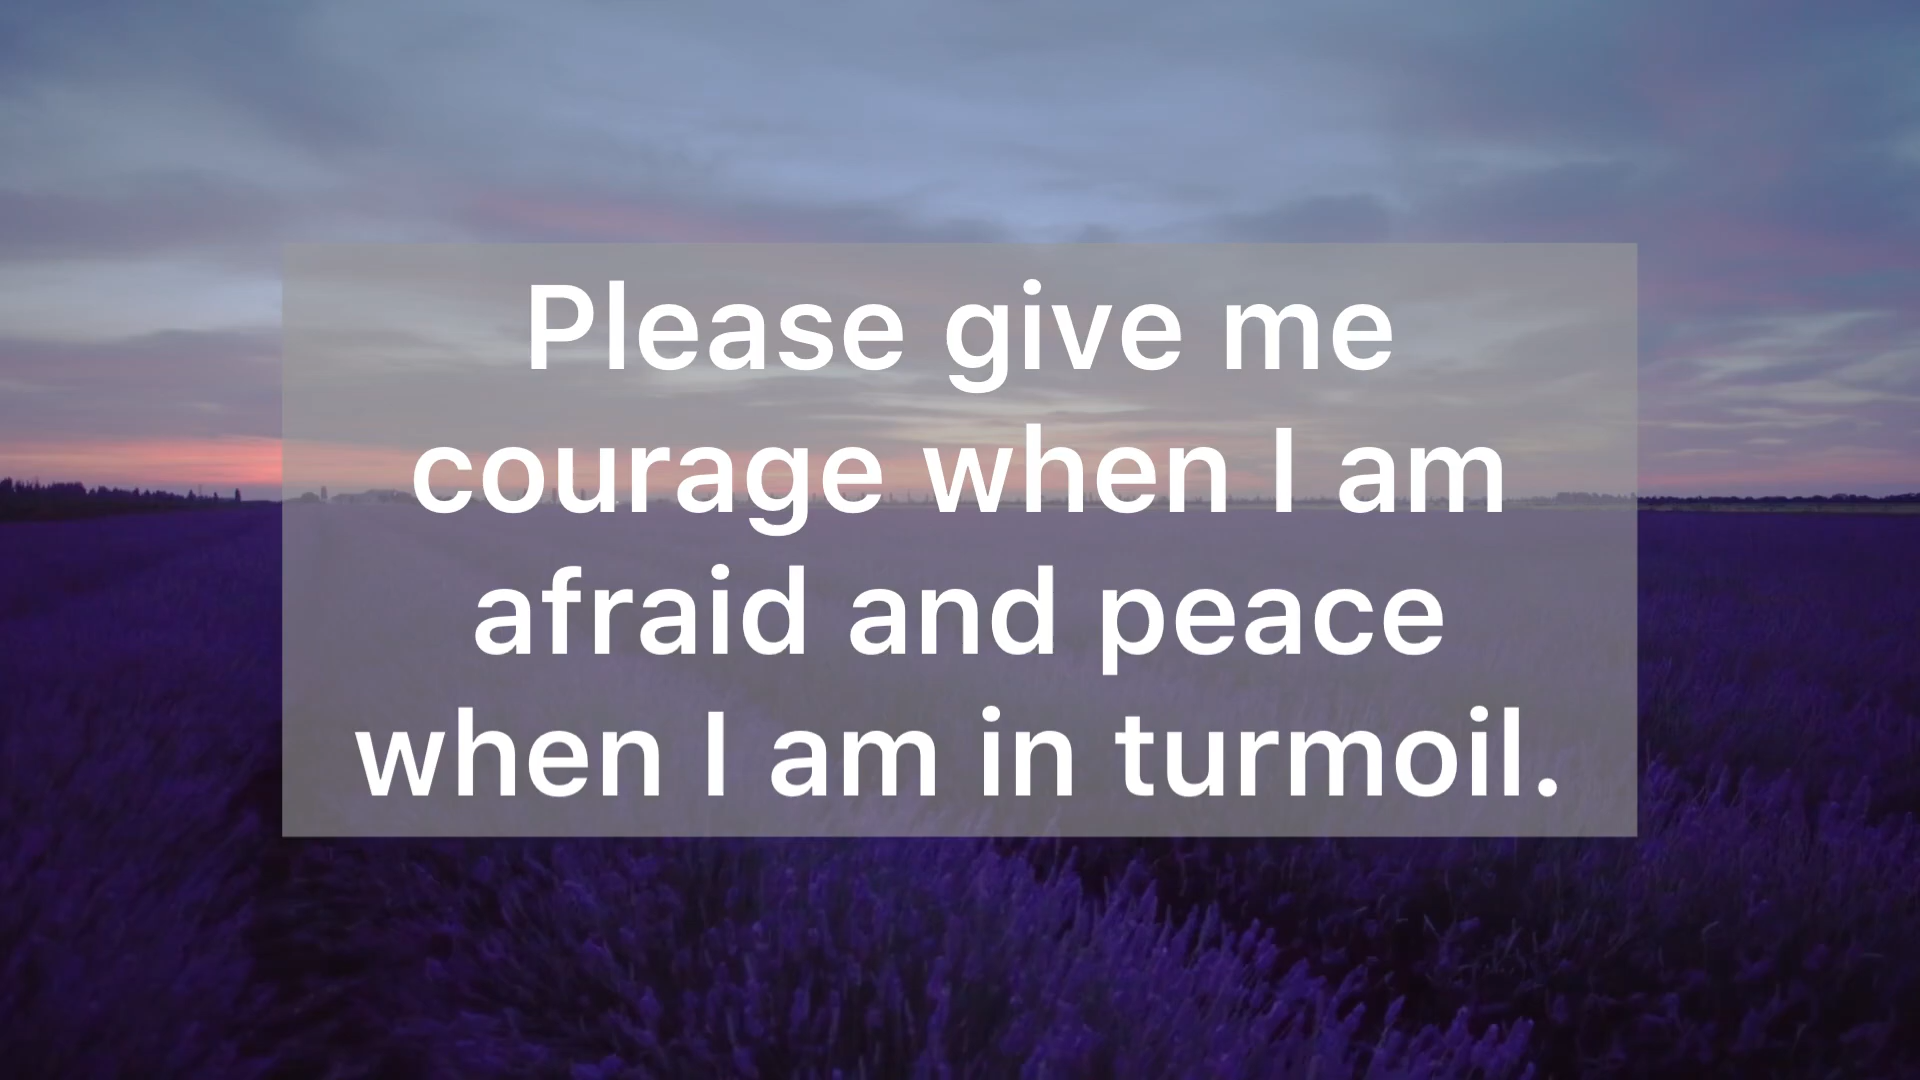 Please give me
courage when I am
afraid and peace
when I am in turmoil.